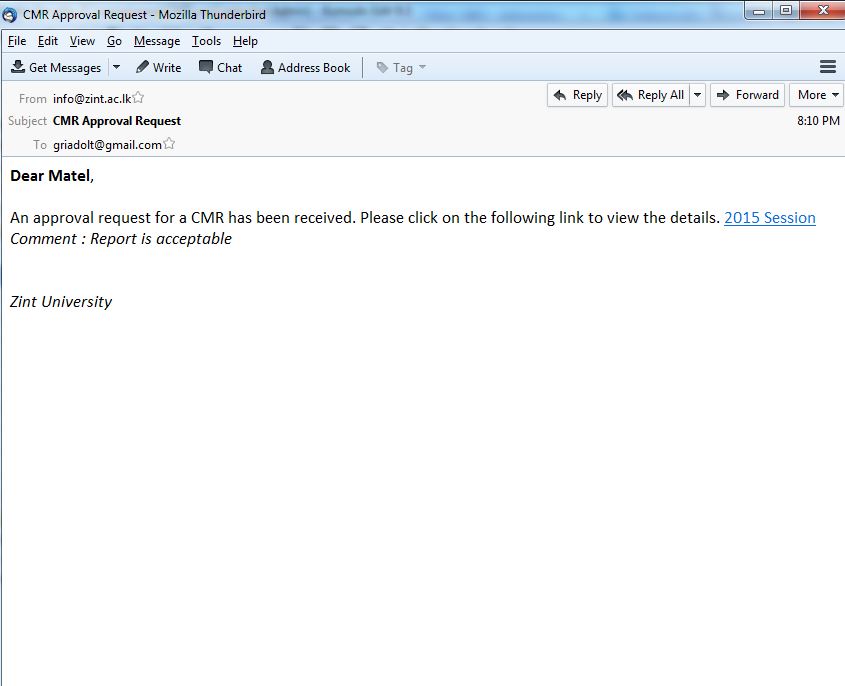 CMR Approval Request - Mozilla Thunderbird
File Edit View Go Message Tools Help
Get Messages Write Chat Address Book Tag
From info@zint.ac.lk Reply Reply All Forward More
Subject CMR Approval Request 8:10 PM
To griadolt@gmail.com
Dear Matel,
An approval request for a CMR has been received. Please click on the following link to view the details. 2015 Session
Comment : Report is acceptable
Zint University